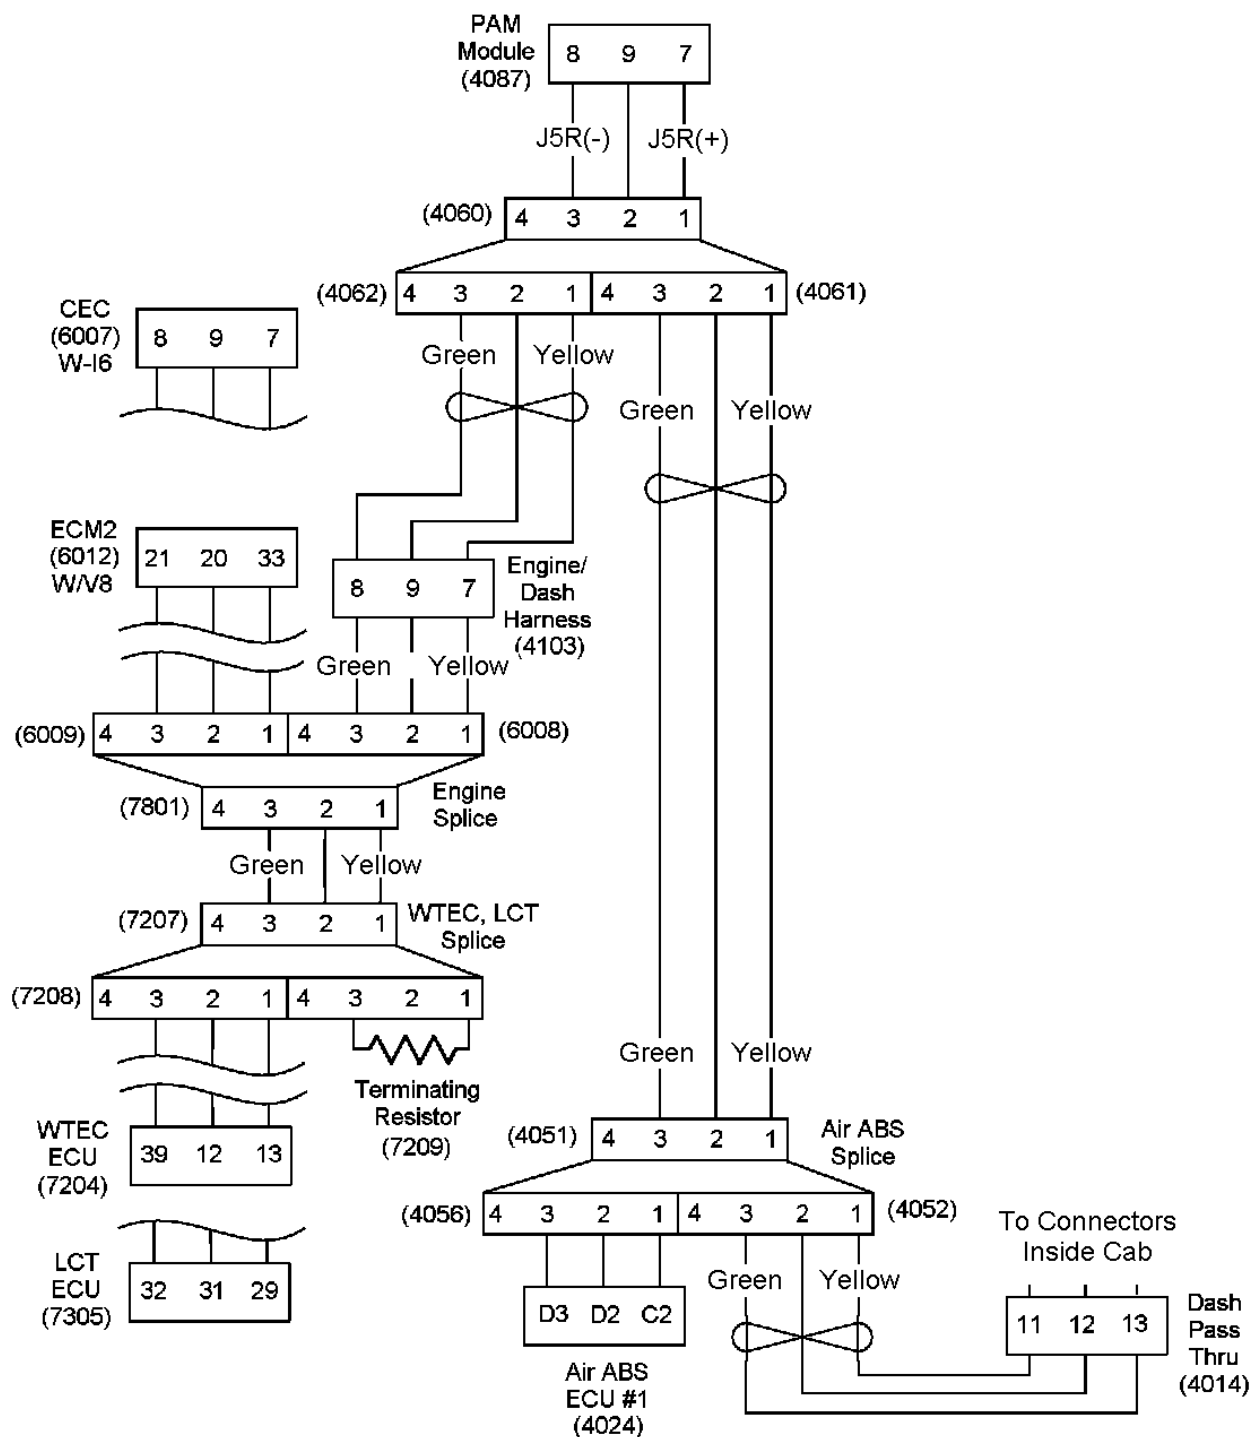 PAM
Module
(4087)
8 9 7
J5R(-) J5R(+)
(4060) 4 3 2 1
(4062) 4 3 2 1 4 3 2 1 (4061)
CEC
(6007)
W-I6
8 9 7
Green Yellow
Green Yellow
ECM2
(6012)
W/V8
21 20 33
8 9 7
Engine/
Dash
Harness
(4103)
Green Yellow
(6009) 4 3 2 1 4 3 2 1 (6008)
(7801) 4 3 2 1
Engine
Splice
Green Yellow
(7207) 4 3 2 1
WTEC, LCT
Splice
(7208) 4 3 2 1 4 3 2 1
Terminating
Resistor
(7209)
WTEC
ECU
(7204)
39 12 13
LCT
ECU
(7305)
32 31 29
Green Yellow
(4051) 4 3 2 1
Air ABS
Splice
(4056) 4 3 2 1 4 3 2 1 (4052)
D3 D2 C2
Air ABS
ECU #1
(4024)
Green Yellow
To Connectors
Inside Cab
11 12 13
Dash
Pass
Thru
(4014)